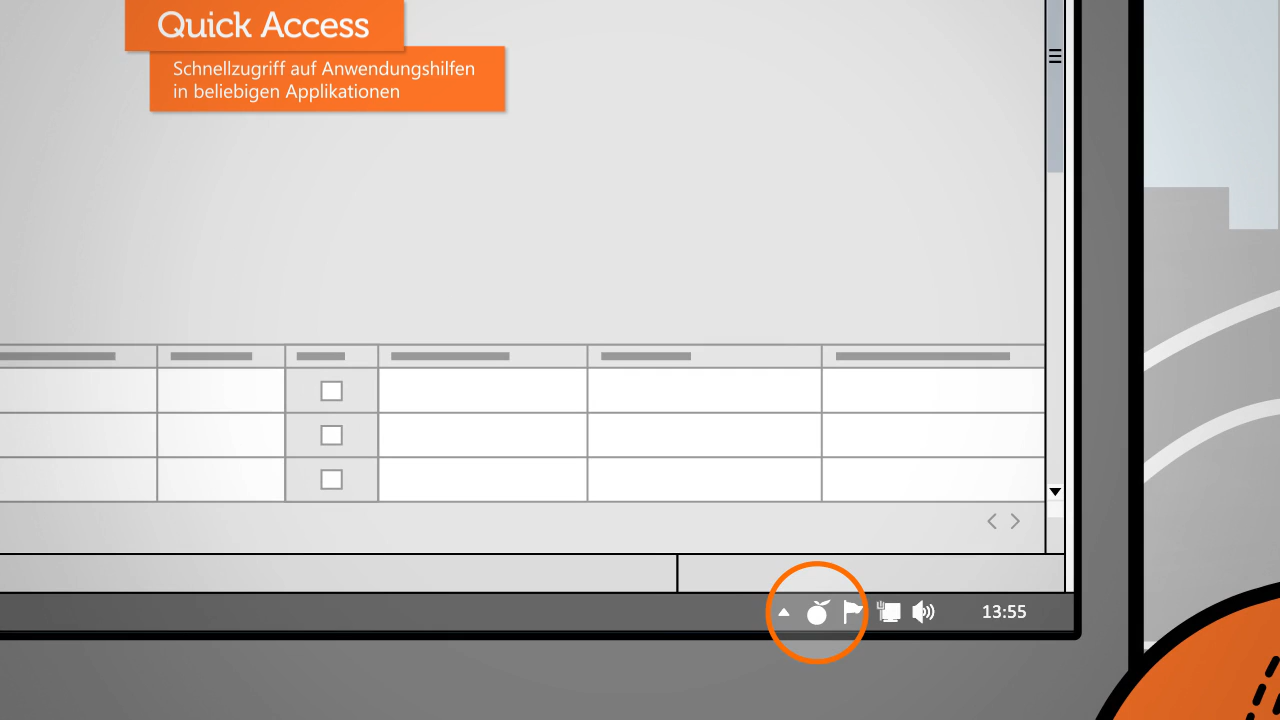 Quick Access
Schnellzugriff auf Anwendungshilfen
in beliebigen Applikationen
13:55